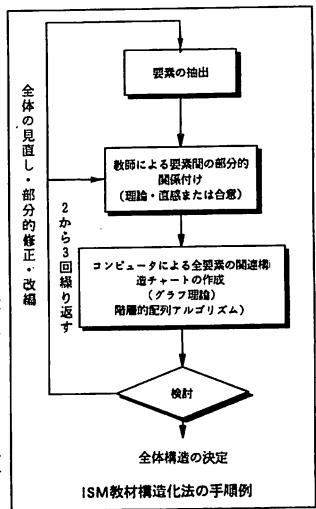 要素の抽出
教師による要素間の部分的
関係付け
(理論・直感または合意)
コンピュータによる全要素の関連構
造チャートの作成
(グラフ理論)
階層的配列アルゴリズム)
検討
全体構造の決定
全体の見直し・部分的修正・改編
2から3回繰り返す
ISM教材構造化法の手順例